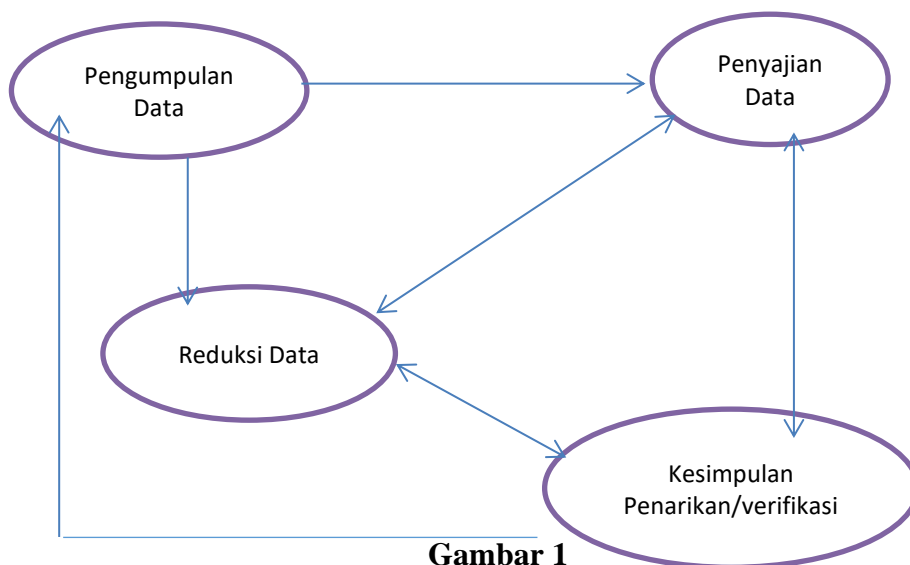 Pengumpulan
Data
Penyajian
Data
Reduksi Data
Kesimpulan
Penarikan/verifikasi
Gambar 1